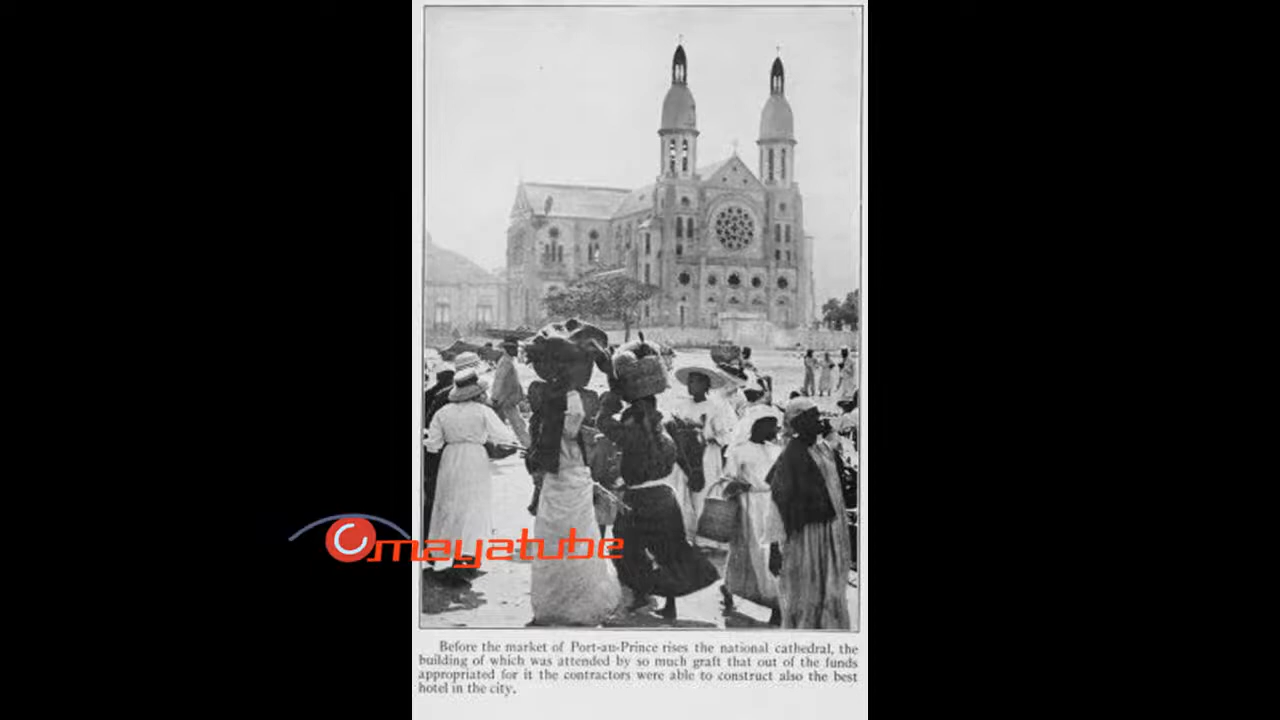 Omayatube
Before the market of Port-au-Prince rises the national cathedral, the
building of which was attended by so much graft that out of the funds
appropriated for it the contractors were able to construct also the best
hotel in the city.